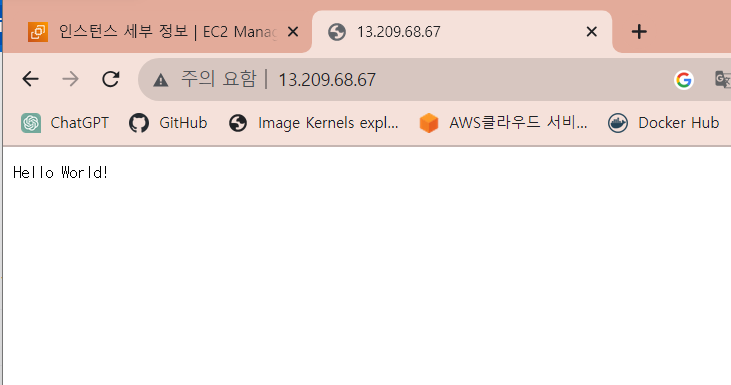 인스턴스 세부 정보 | EC2 Manag
13.209.68.67
주의 요함 | 13.209.68.67
ChatGPT GitHub Image Kernels expl... AWS클라우드 서비... Docker Hub
Hello World!